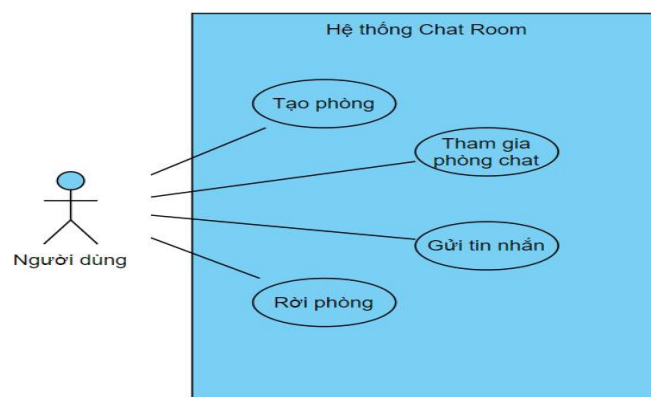 Hệ thống Chat Room
Tạo phòng
Tham gia
phòng chat
Gửi tin nhắn
Người dùng
Rời phòng